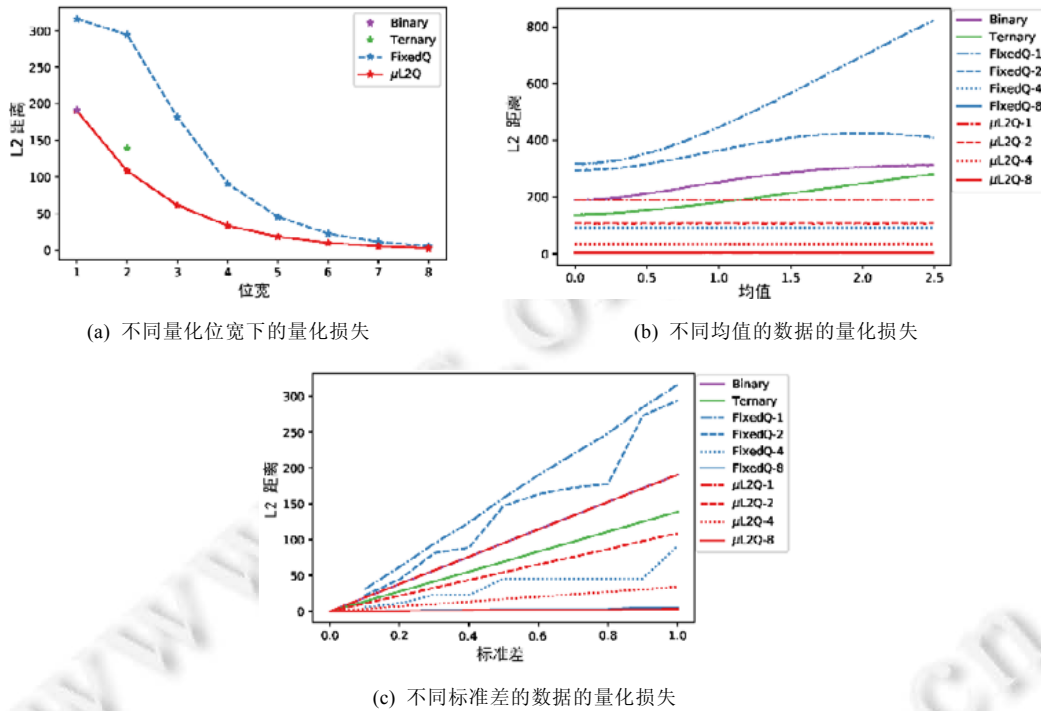 300
250
200
150
100
50
0
L2 距离
1 2 3 4 5 6 7 8
位宽
Binary
Ternary
FixedQ
μL2Q
(a) 不同量化位宽下的量化损失
800
600
400
200
0
L2 距离
0.0 0.5 1.0 1.5 2.0 2.5
均值
Binary
Ternary
FixedQ-1
FixedQ-2
FixedQ-4
FixedQ-8
μL2Q-1
μL2Q-2
μL2Q-4
μL2Q-8
(b) 不同均值的数据的量化损失
300
250
200
150
100
50
0
L2 距离
0.0 0.2 0.4 0.6 0.8 1.0
标准差
Binary
Ternary
FixedQ-1
FixedQ-2
FixedQ-4
FixedQ-8
μL2Q-1
μL2Q-2
μL2Q-4
μL2Q-8
(c) 不同标准差的数据的量化损失